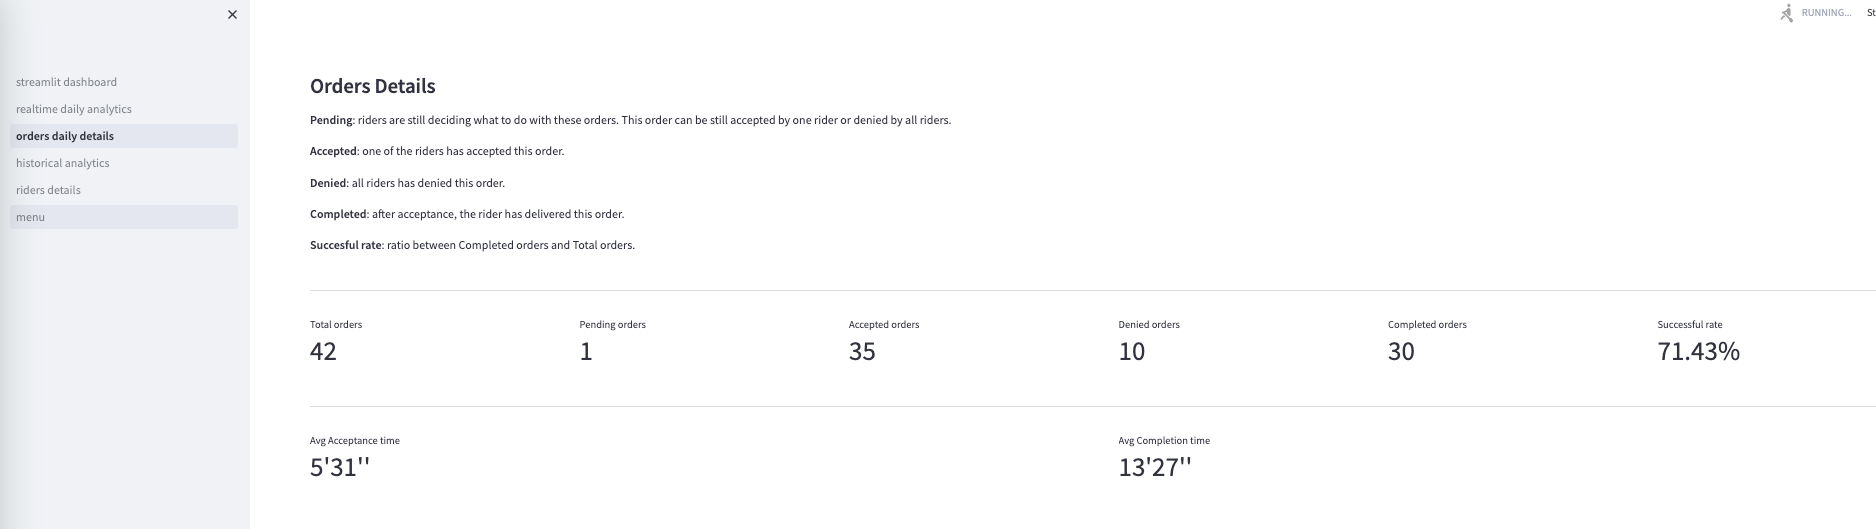 ✕
RUNNING...
St
streamlit dashboard
realtime daily analytics
orders daily details
historical analytics
riders details
menu
Orders Details
Pending: riders are still deciding what to do with these orders. This order can be still accepted by one rider or denied by all riders.
Accepted: one of the riders has accepted this order.
Denied: all riders has denied this order.
Completed: after acceptance, the rider has delivered this order.
Succesful rate: ratio between Completed orders and Total orders.
Total orders Pending orders Accepted orders Denied orders Completed orders Successful rate
42 1 35 10 30 71.43%
Avg Acceptance time Avg Completion time
5'31'' 13'27''